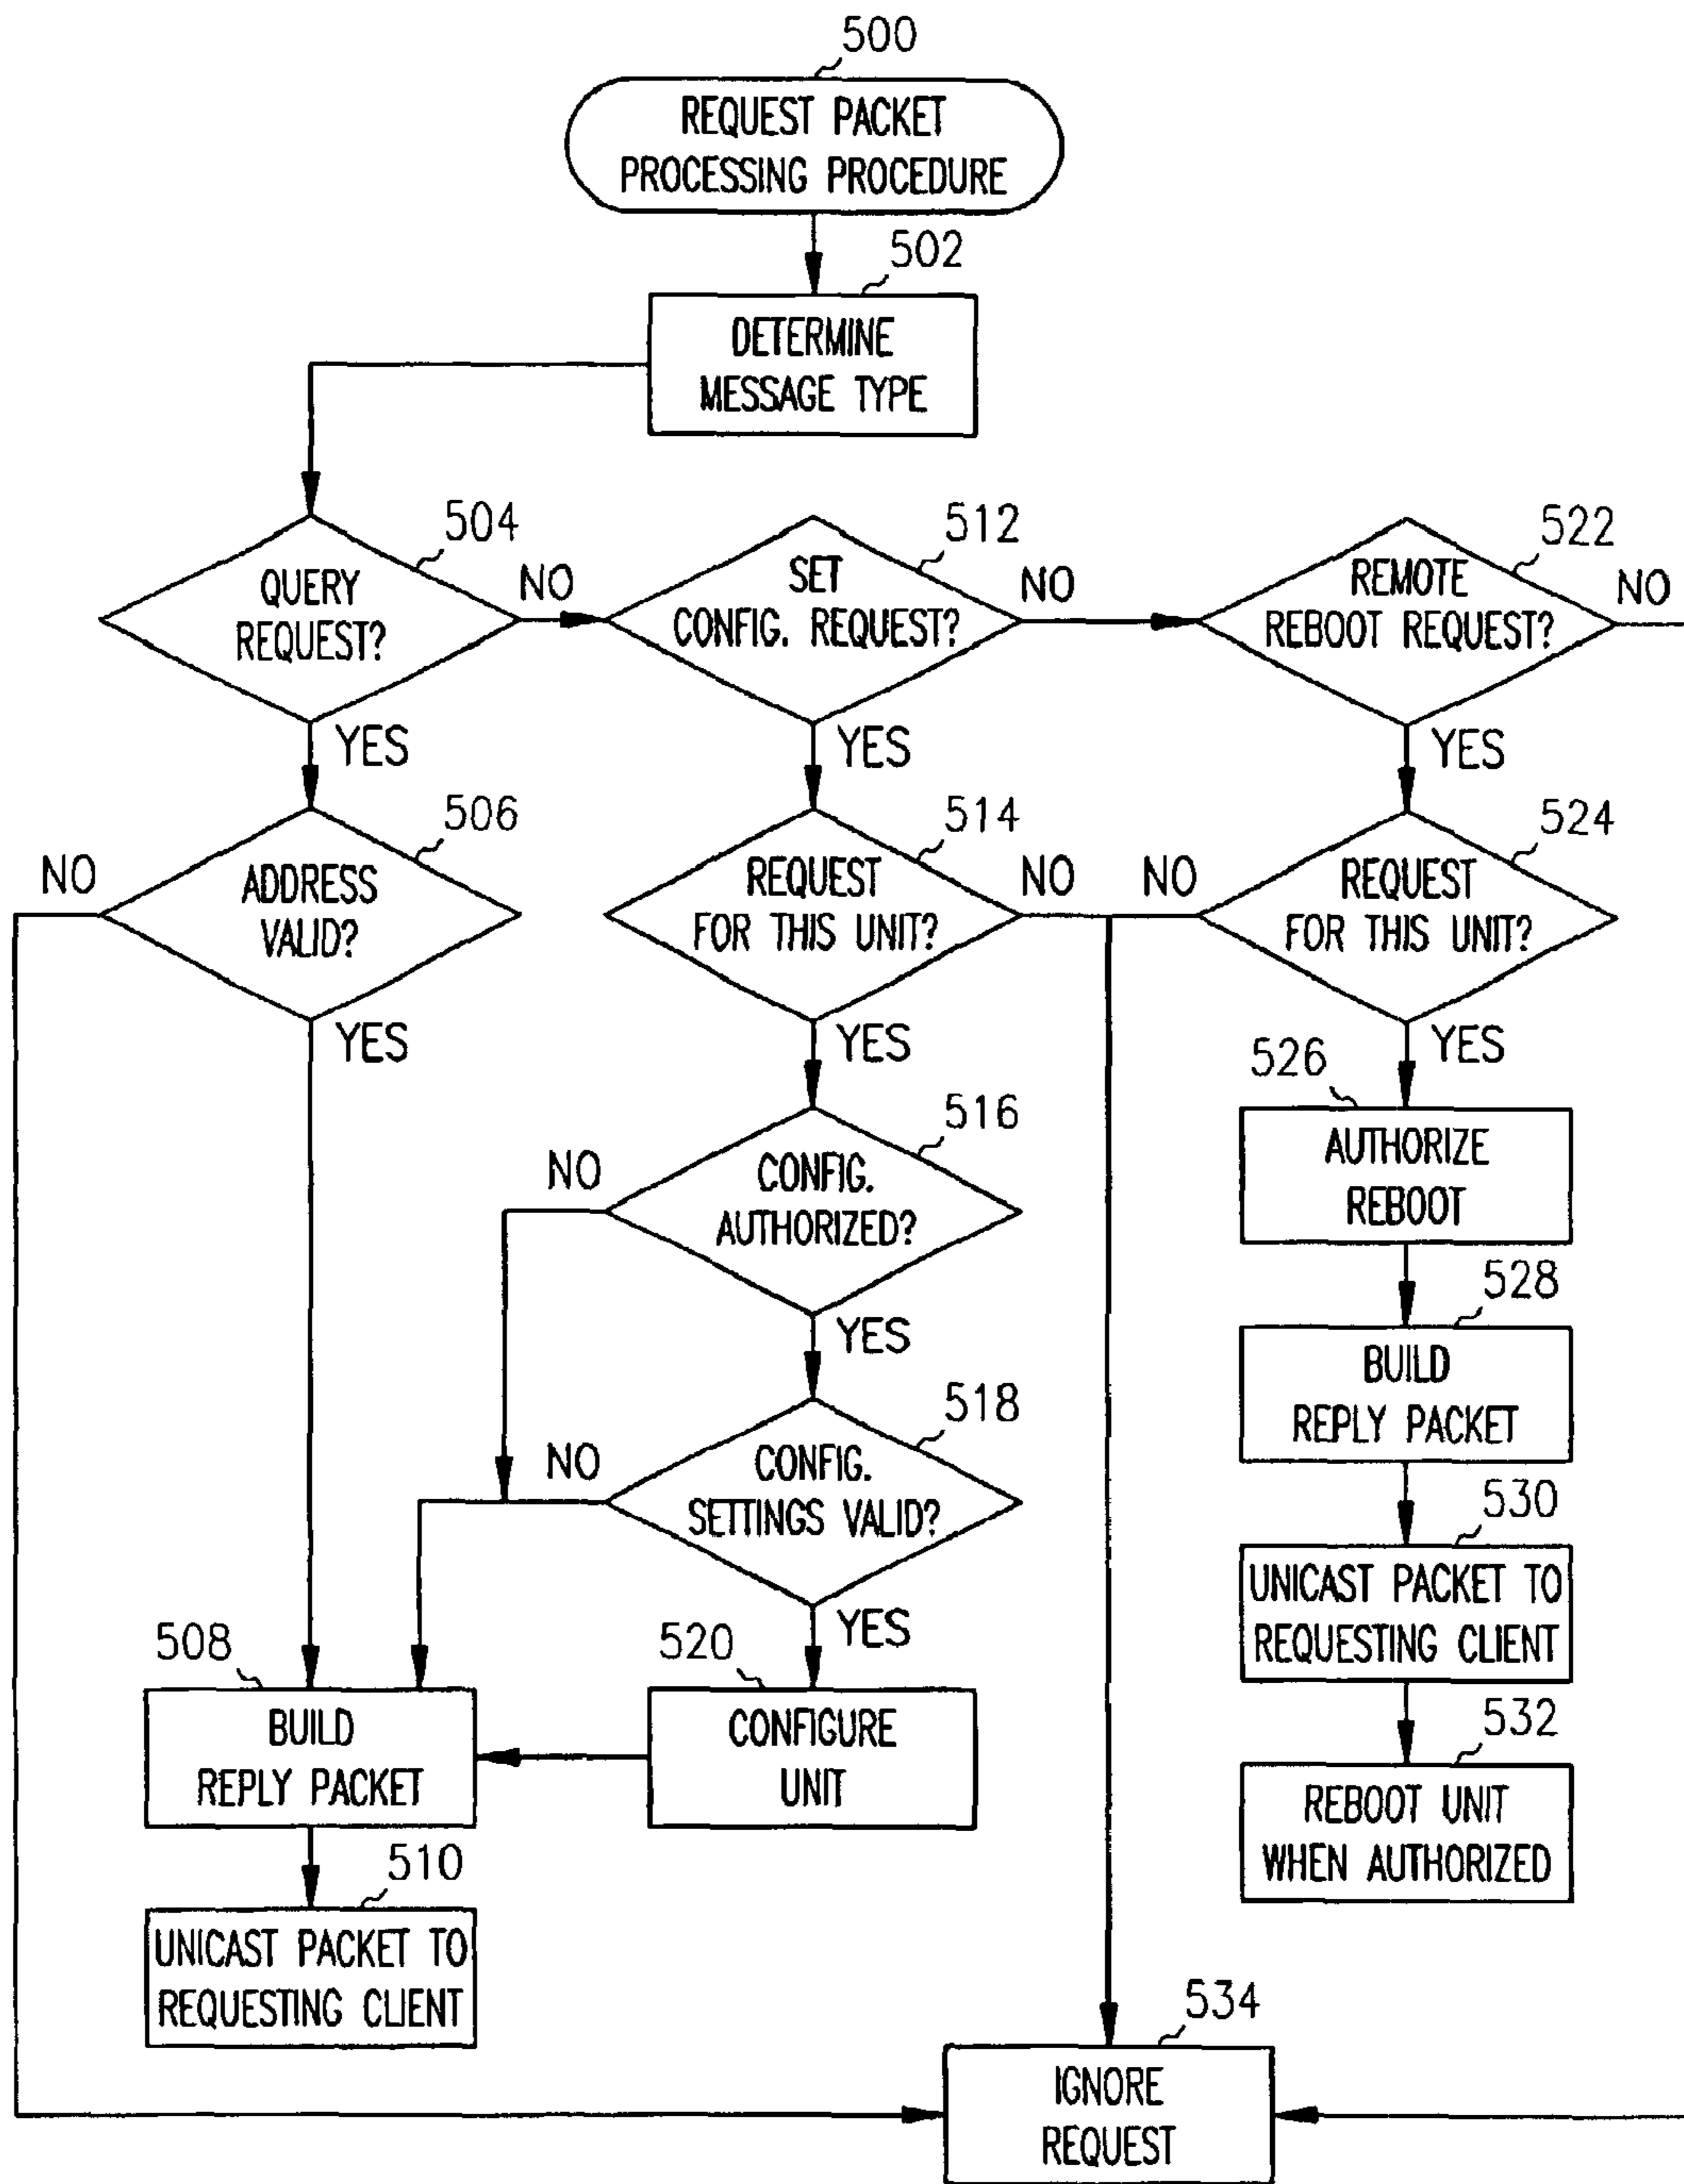 500
REQUEST PACKET
PROCESSING PROCEDURE
502
DETERMINE
MESSAGE TYPE
504
QUERY
REQUEST?
NO
YES
512
SET
CONFIG. REQUEST?
NO
YES
522
REMOTE
REBOOT REQUEST?
NO
YES
506
ADDRESS
VALID?
NO
YES
514
REQUEST
FOR THIS UNIT?
NO
YES
524
REQUEST
FOR THIS UNIT?
NO
YES
516
CONFIG.
AUTHORIZED?
NO
YES
526
AUTHORIZE
REBOOT
528
BUILD
REPLY PACKET
518
CONFIG.
SETTINGS VALID?
NO
YES
530
UNICAST PACKET TO
REQUESTING CLIENT
508
BUILD
REPLY PACKET
520
CONFIGURE
UNIT
532
REBOOT UNIT
WHEN AUTHORIZED
510
UNICAST PACKET TO
REQUESTING CLIENT
534
IGNORE
REQUEST